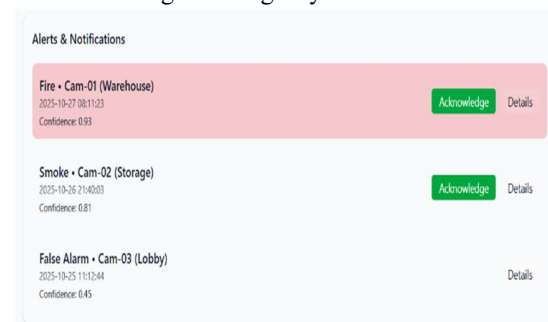 Alerts & Notifications
Fire • Cam-01 (Warehouse)
2025-10-27 08:11:23
Confidence: 0.93
Acknowledge
Details
Smoke • Cam-02 (Storage)
2025-10-26 21:40:03
Confidence: 0.81
Acknowledge
Details
False Alarm • Cam-03 (Lobby)
2025-10-25 11:12:44
Confidence: 0.45
Details